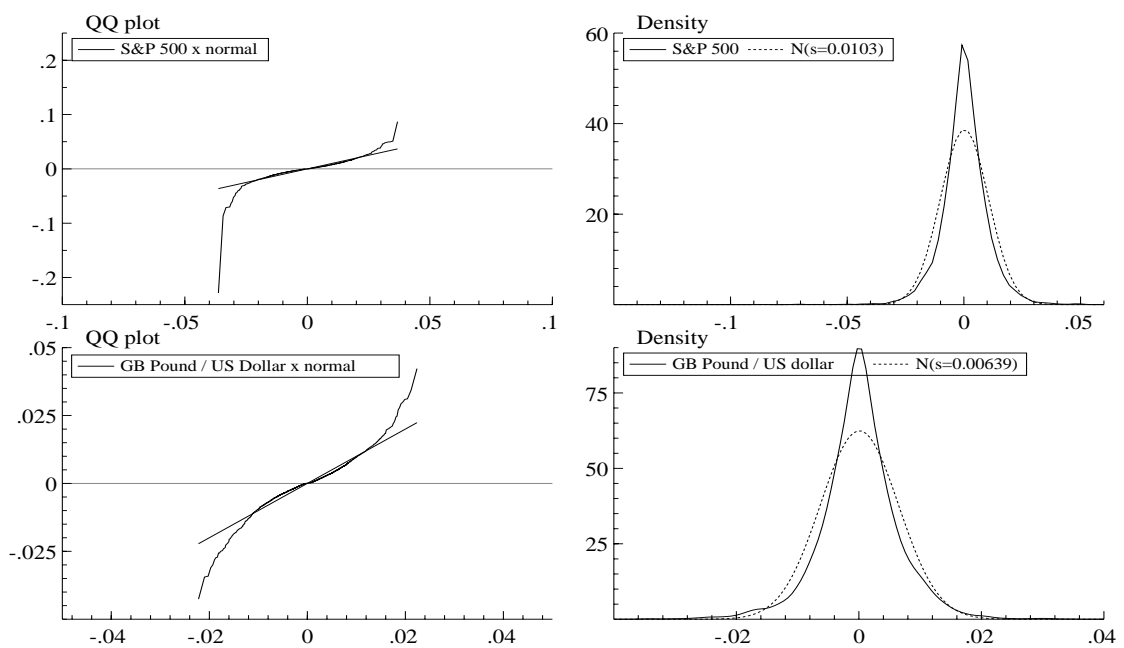 QQ plot
S&P 500 x normal
.2
.1
0
-.1
-.2
-.1 -.05 0 .05 .1
Density
S&P 500 N(s=0.0103)
60
40
20
-.1 -.05 0 .05
QQ plot
GB Pound / US Dollar x normal
.05
.025
0
-.025
-.04 -.02 0 .02 .04
Density
GB Pound / US dollar N(s=0.00639)
75
50
25
-.02 0 .02 .04